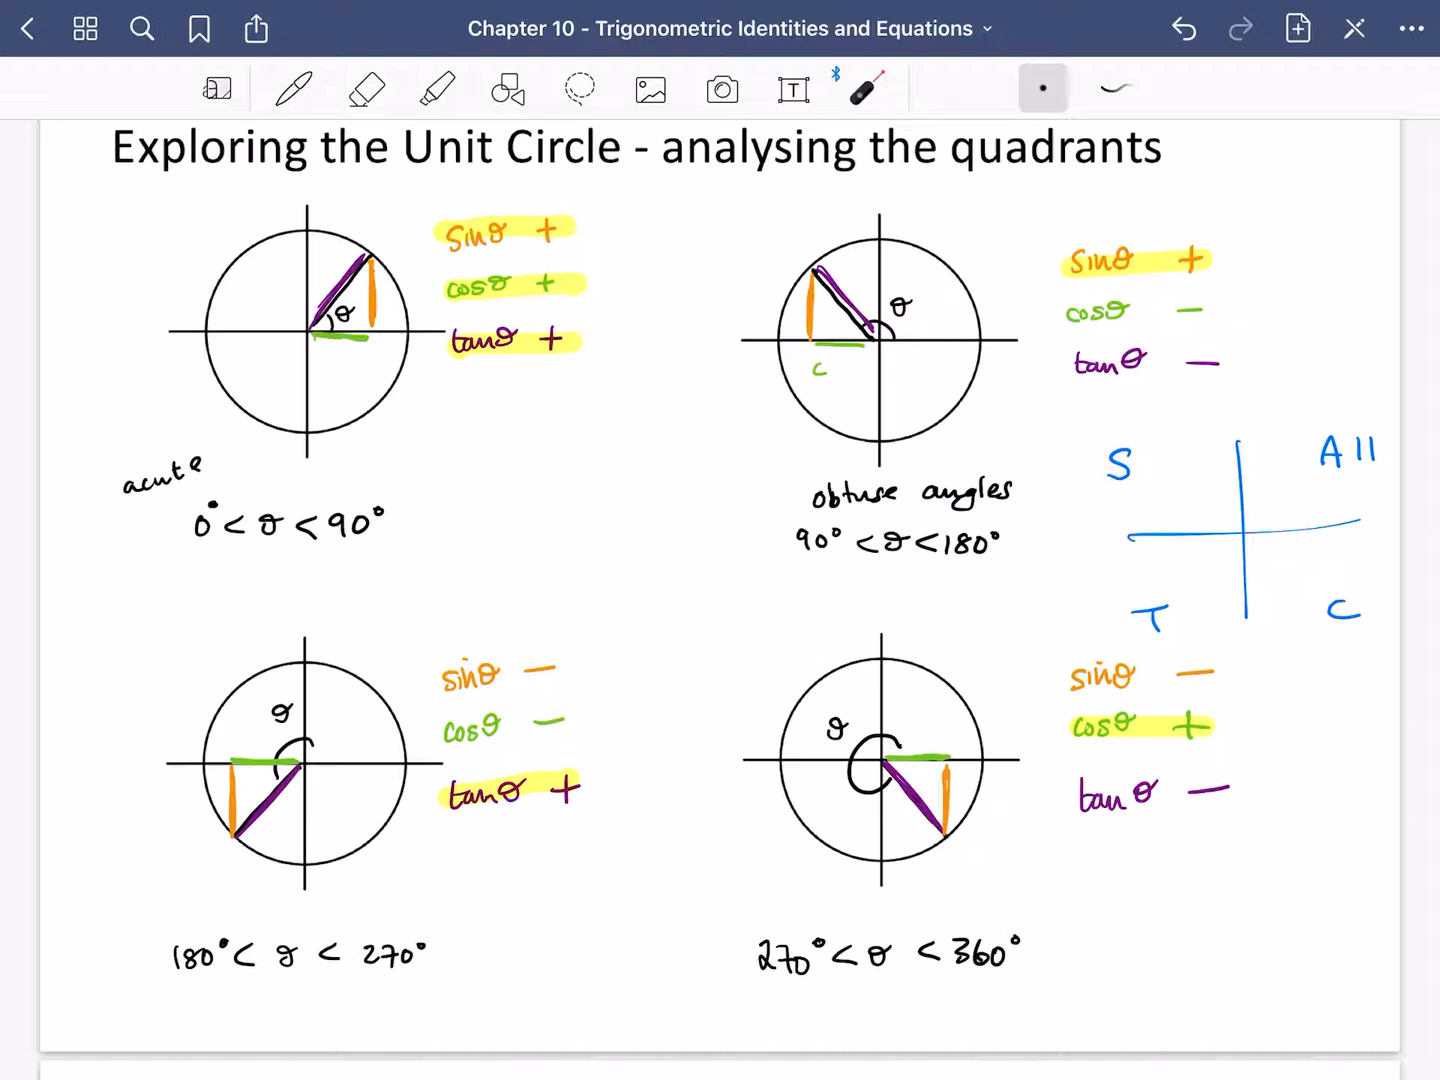 Chapter 10 - Trigonometric Identities and Equations
T
Exploring the Unit Circle - analysing the quadrants
sinθ +
cosθ +
tanθ +
θ
acute
0° < θ < 90°
sinθ +
cosθ −
tanθ −
θ
c
obtuse angles
90° < θ < 180°
S All
T C
sinθ −
cosθ −
tanθ +
θ
180° < θ < 270°
sinθ −
cosθ +
tanθ −
θ
270° < θ < 360°